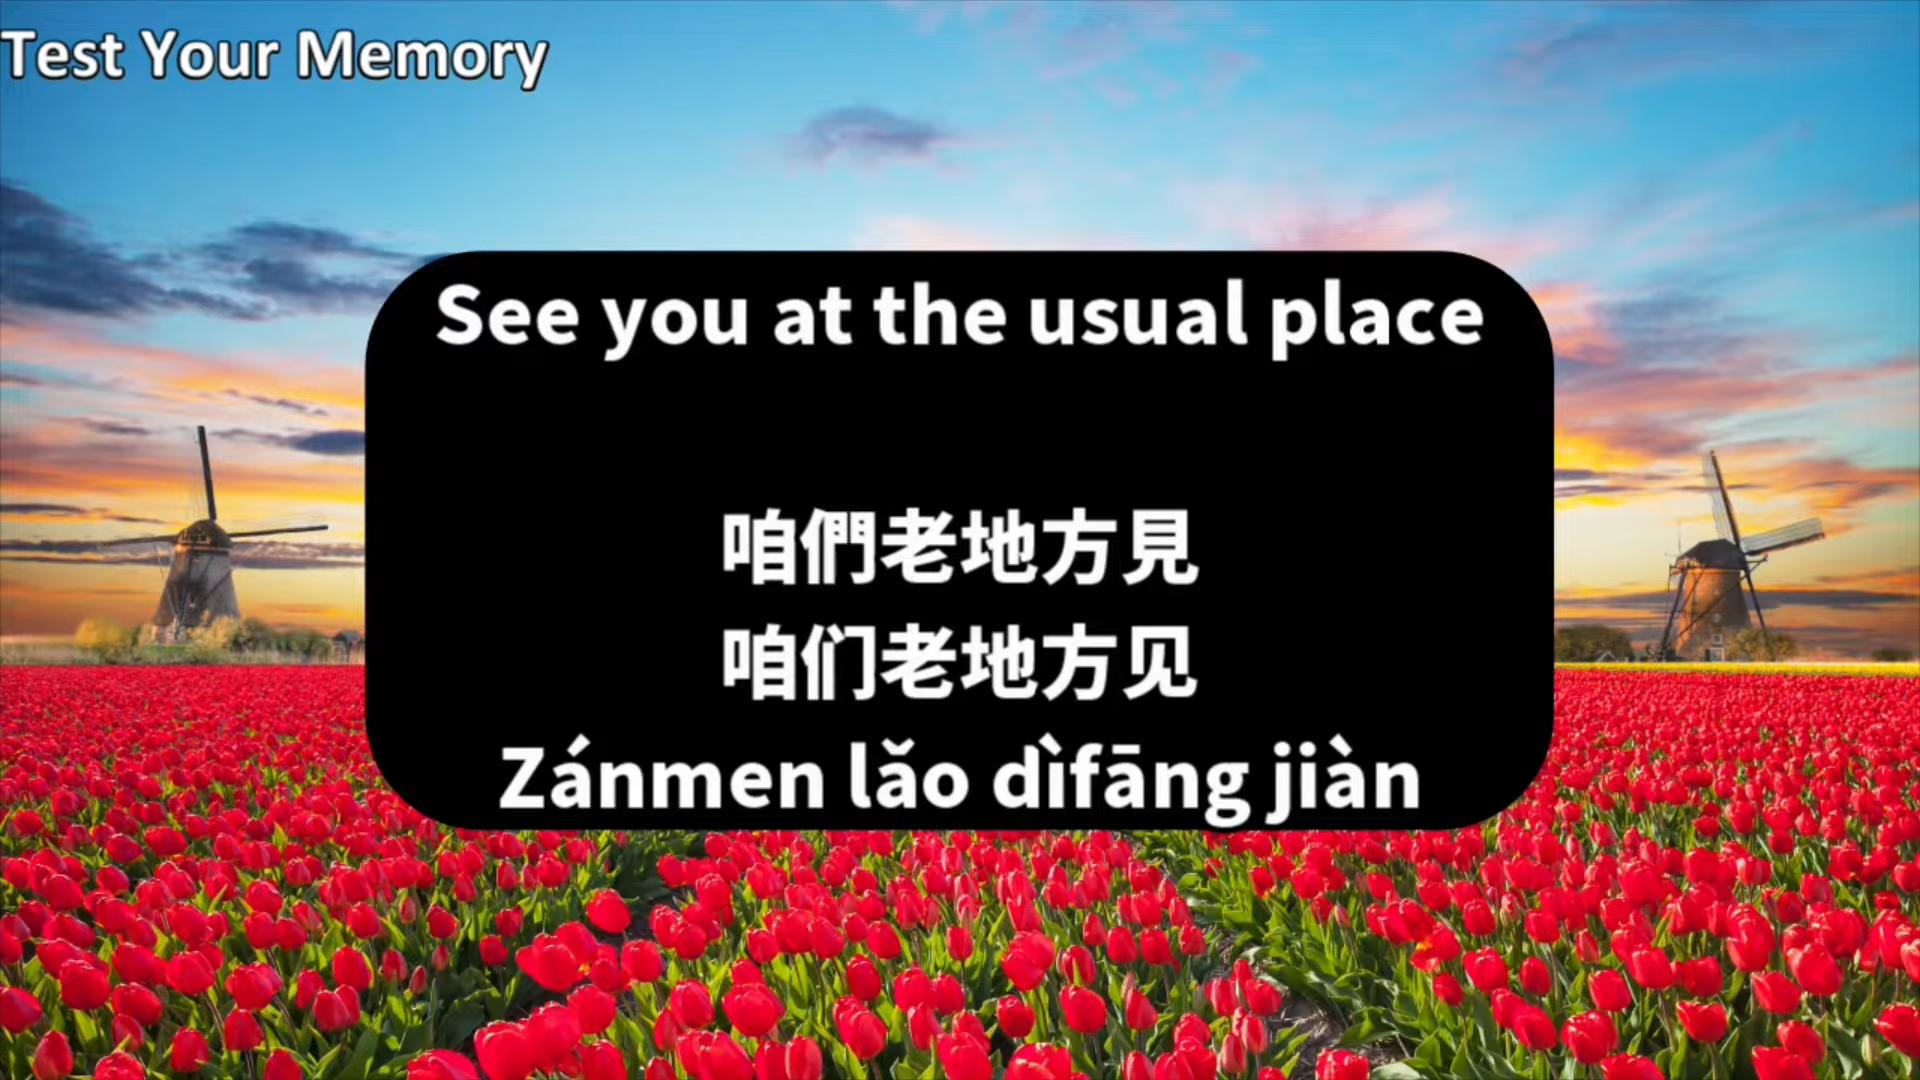 Test Your Memory
See you at the usual place
咱們老地方見
咱们老地方见
Zánmen lǎo dìfāng jiàn